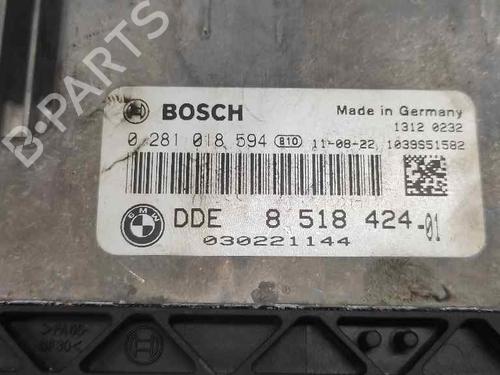 B-PARTS
BOSCH
Made in Germany
1312 0232
0 281 018 594 B10 11-08-22 1039S51582
BMW
DDE 8 518 424-01
030221144